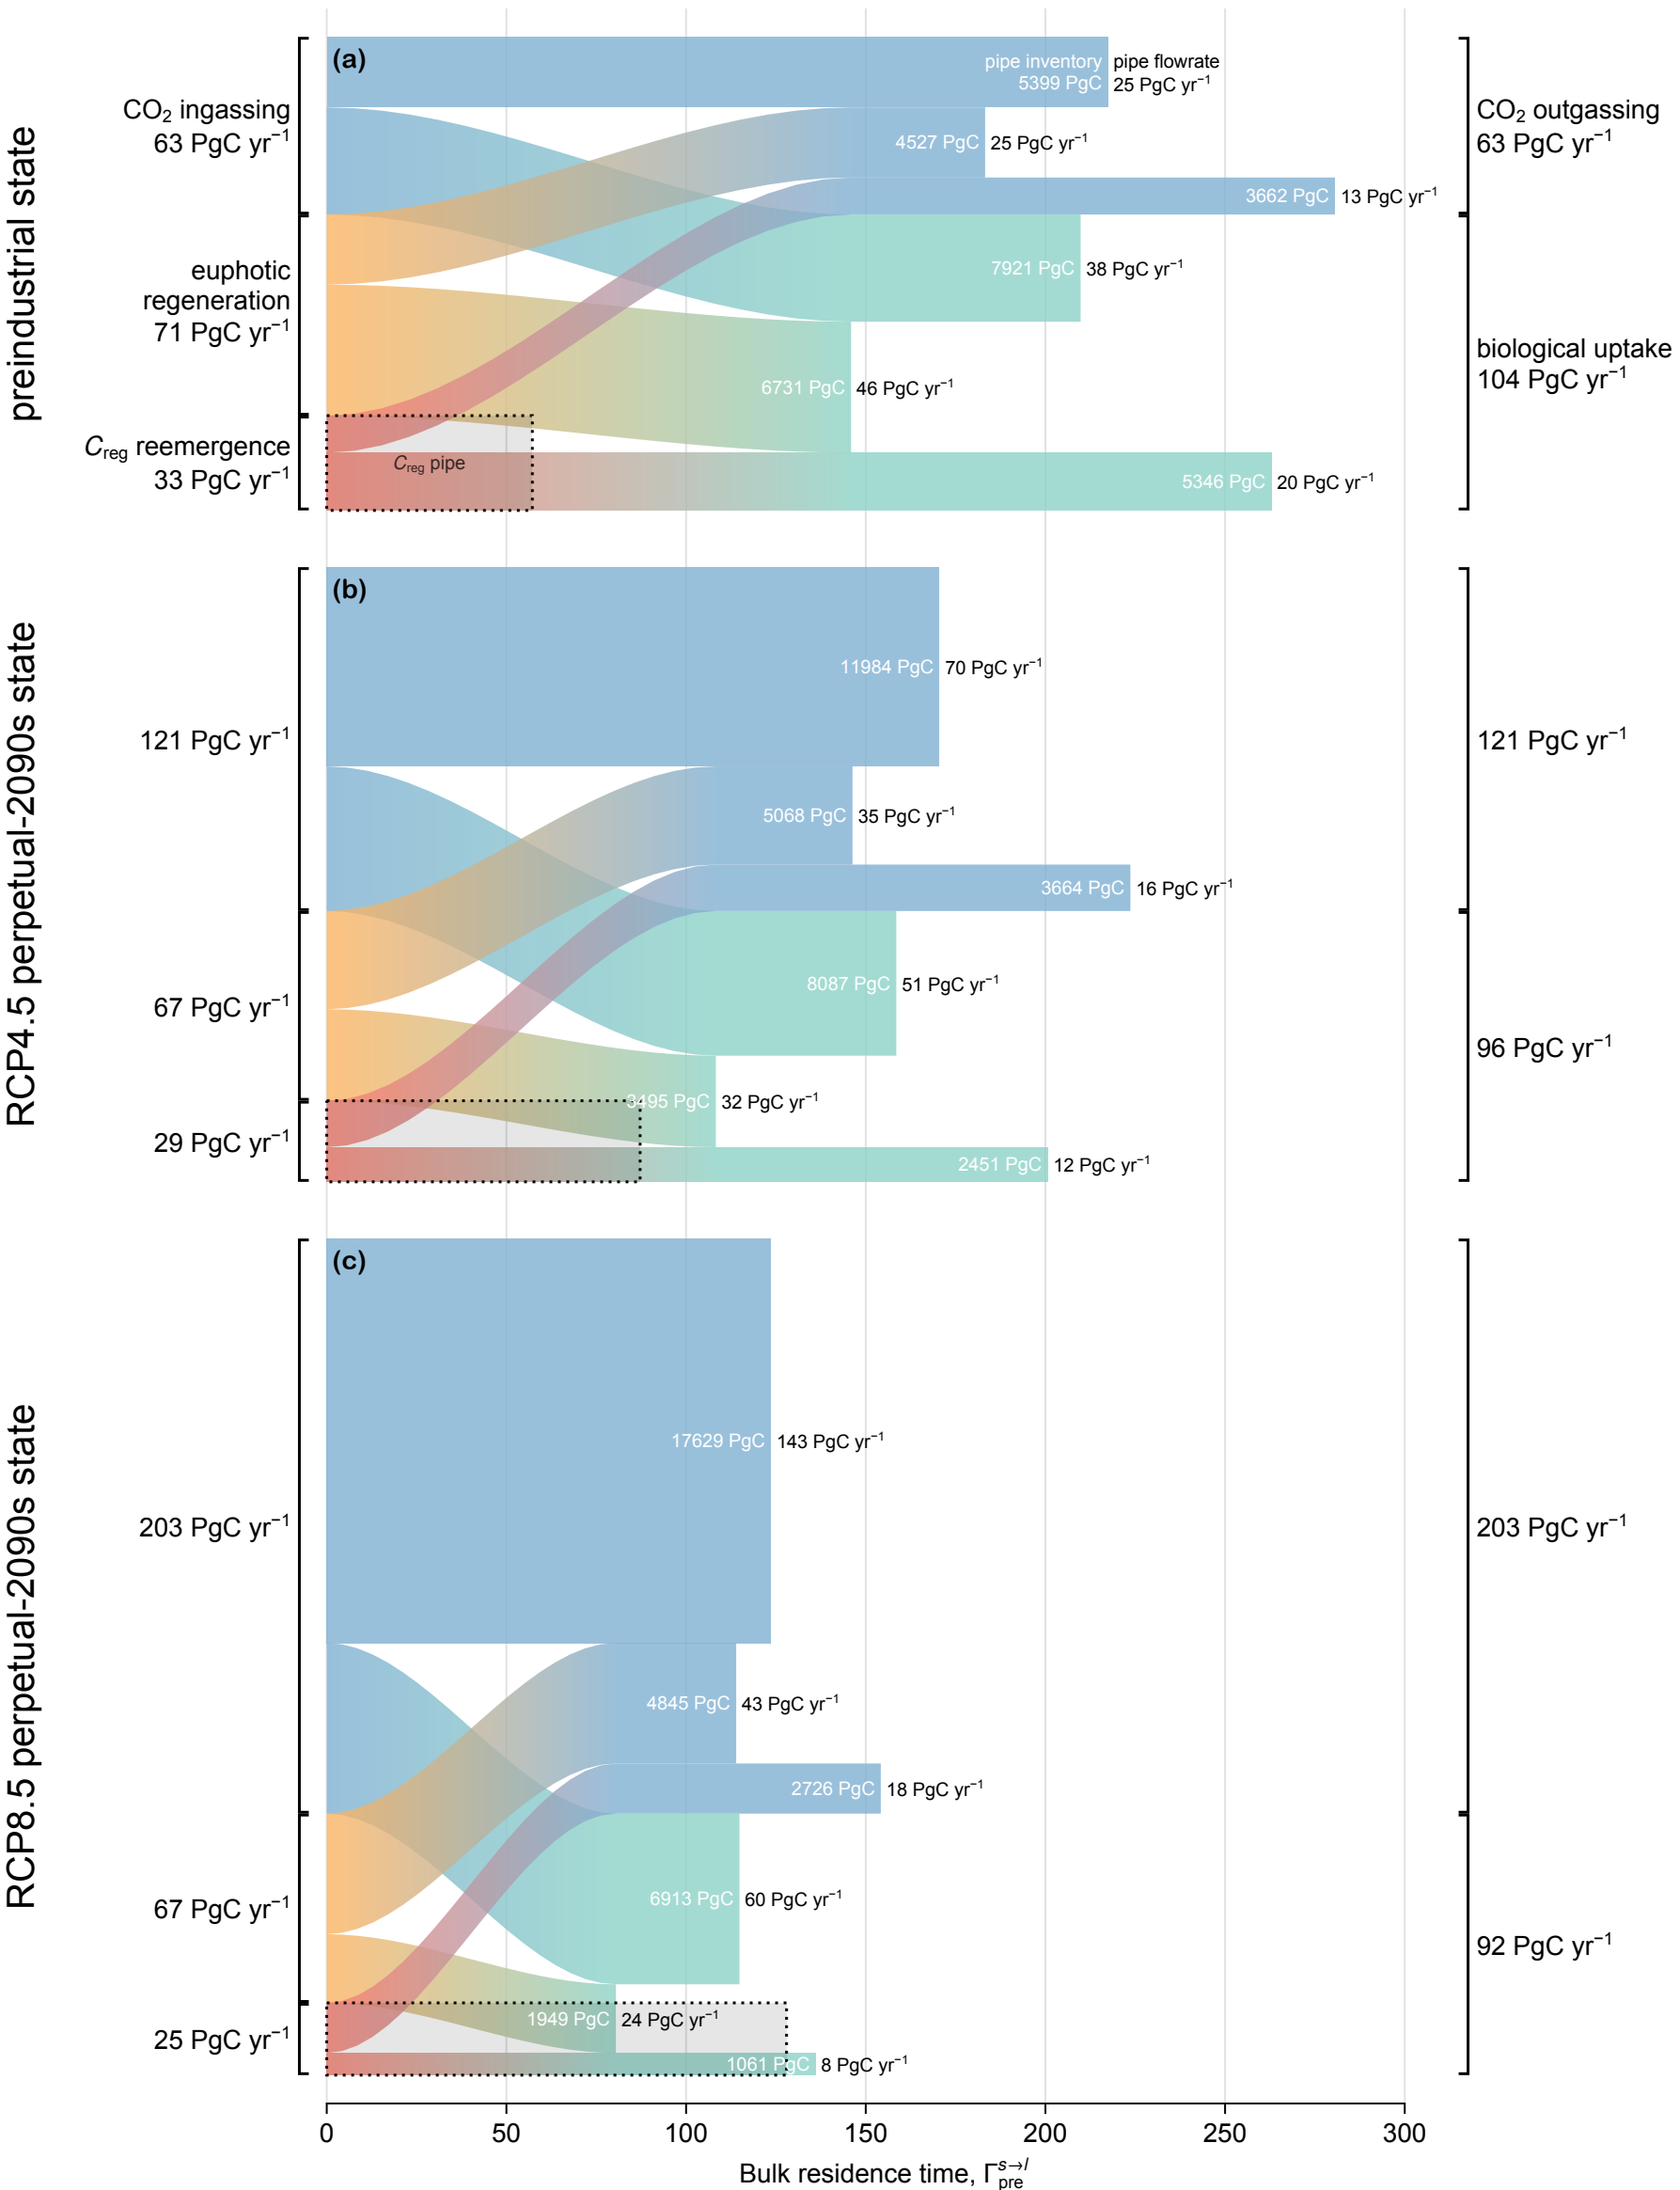 preindustrial state
(a)
CO₂ ingassing
63 PgC yr⁻¹
euphotic
regeneration
71 PgC yr⁻¹
C_reg reemergence
33 PgC yr⁻¹
pipe inventory pipe flowrate
5399 PgC 25 PgC yr⁻¹
4527 PgC 25 PgC yr⁻¹
3662 PgC 13 PgC yr⁻¹
7921 PgC 38 PgC yr⁻¹
6731 PgC 46 PgC yr⁻¹
C_reg pipe
5346 PgC 20 PgC yr⁻¹
CO₂ outgassing
63 PgC yr⁻¹
biological uptake
104 PgC yr⁻¹
RCP4.5 perpetual-2090s state
(b)
121 PgC yr⁻¹
67 PgC yr⁻¹
29 PgC yr⁻¹
11984 PgC 70 PgC yr⁻¹
5068 PgC 35 PgC yr⁻¹
3664 PgC 16 PgC yr⁻¹
8087 PgC 51 PgC yr⁻¹
3495 PgC 32 PgC yr⁻¹
2451 PgC 12 PgC yr⁻¹
121 PgC yr⁻¹
96 PgC yr⁻¹
RCP8.5 perpetual-2090s state
(c)
203 PgC yr⁻¹
67 PgC yr⁻¹
25 PgC yr⁻¹
17629 PgC 143 PgC yr⁻¹
4845 PgC 43 PgC yr⁻¹
2726 PgC 18 PgC yr⁻¹
6913 PgC 60 PgC yr⁻¹
1949 PgC 24 PgC yr⁻¹
1061 PgC 8 PgC yr⁻¹
203 PgC yr⁻¹
92 PgC yr⁻¹
0 50 100 150 200 250 300
Bulk residence time, Γ_pre^{s→l}